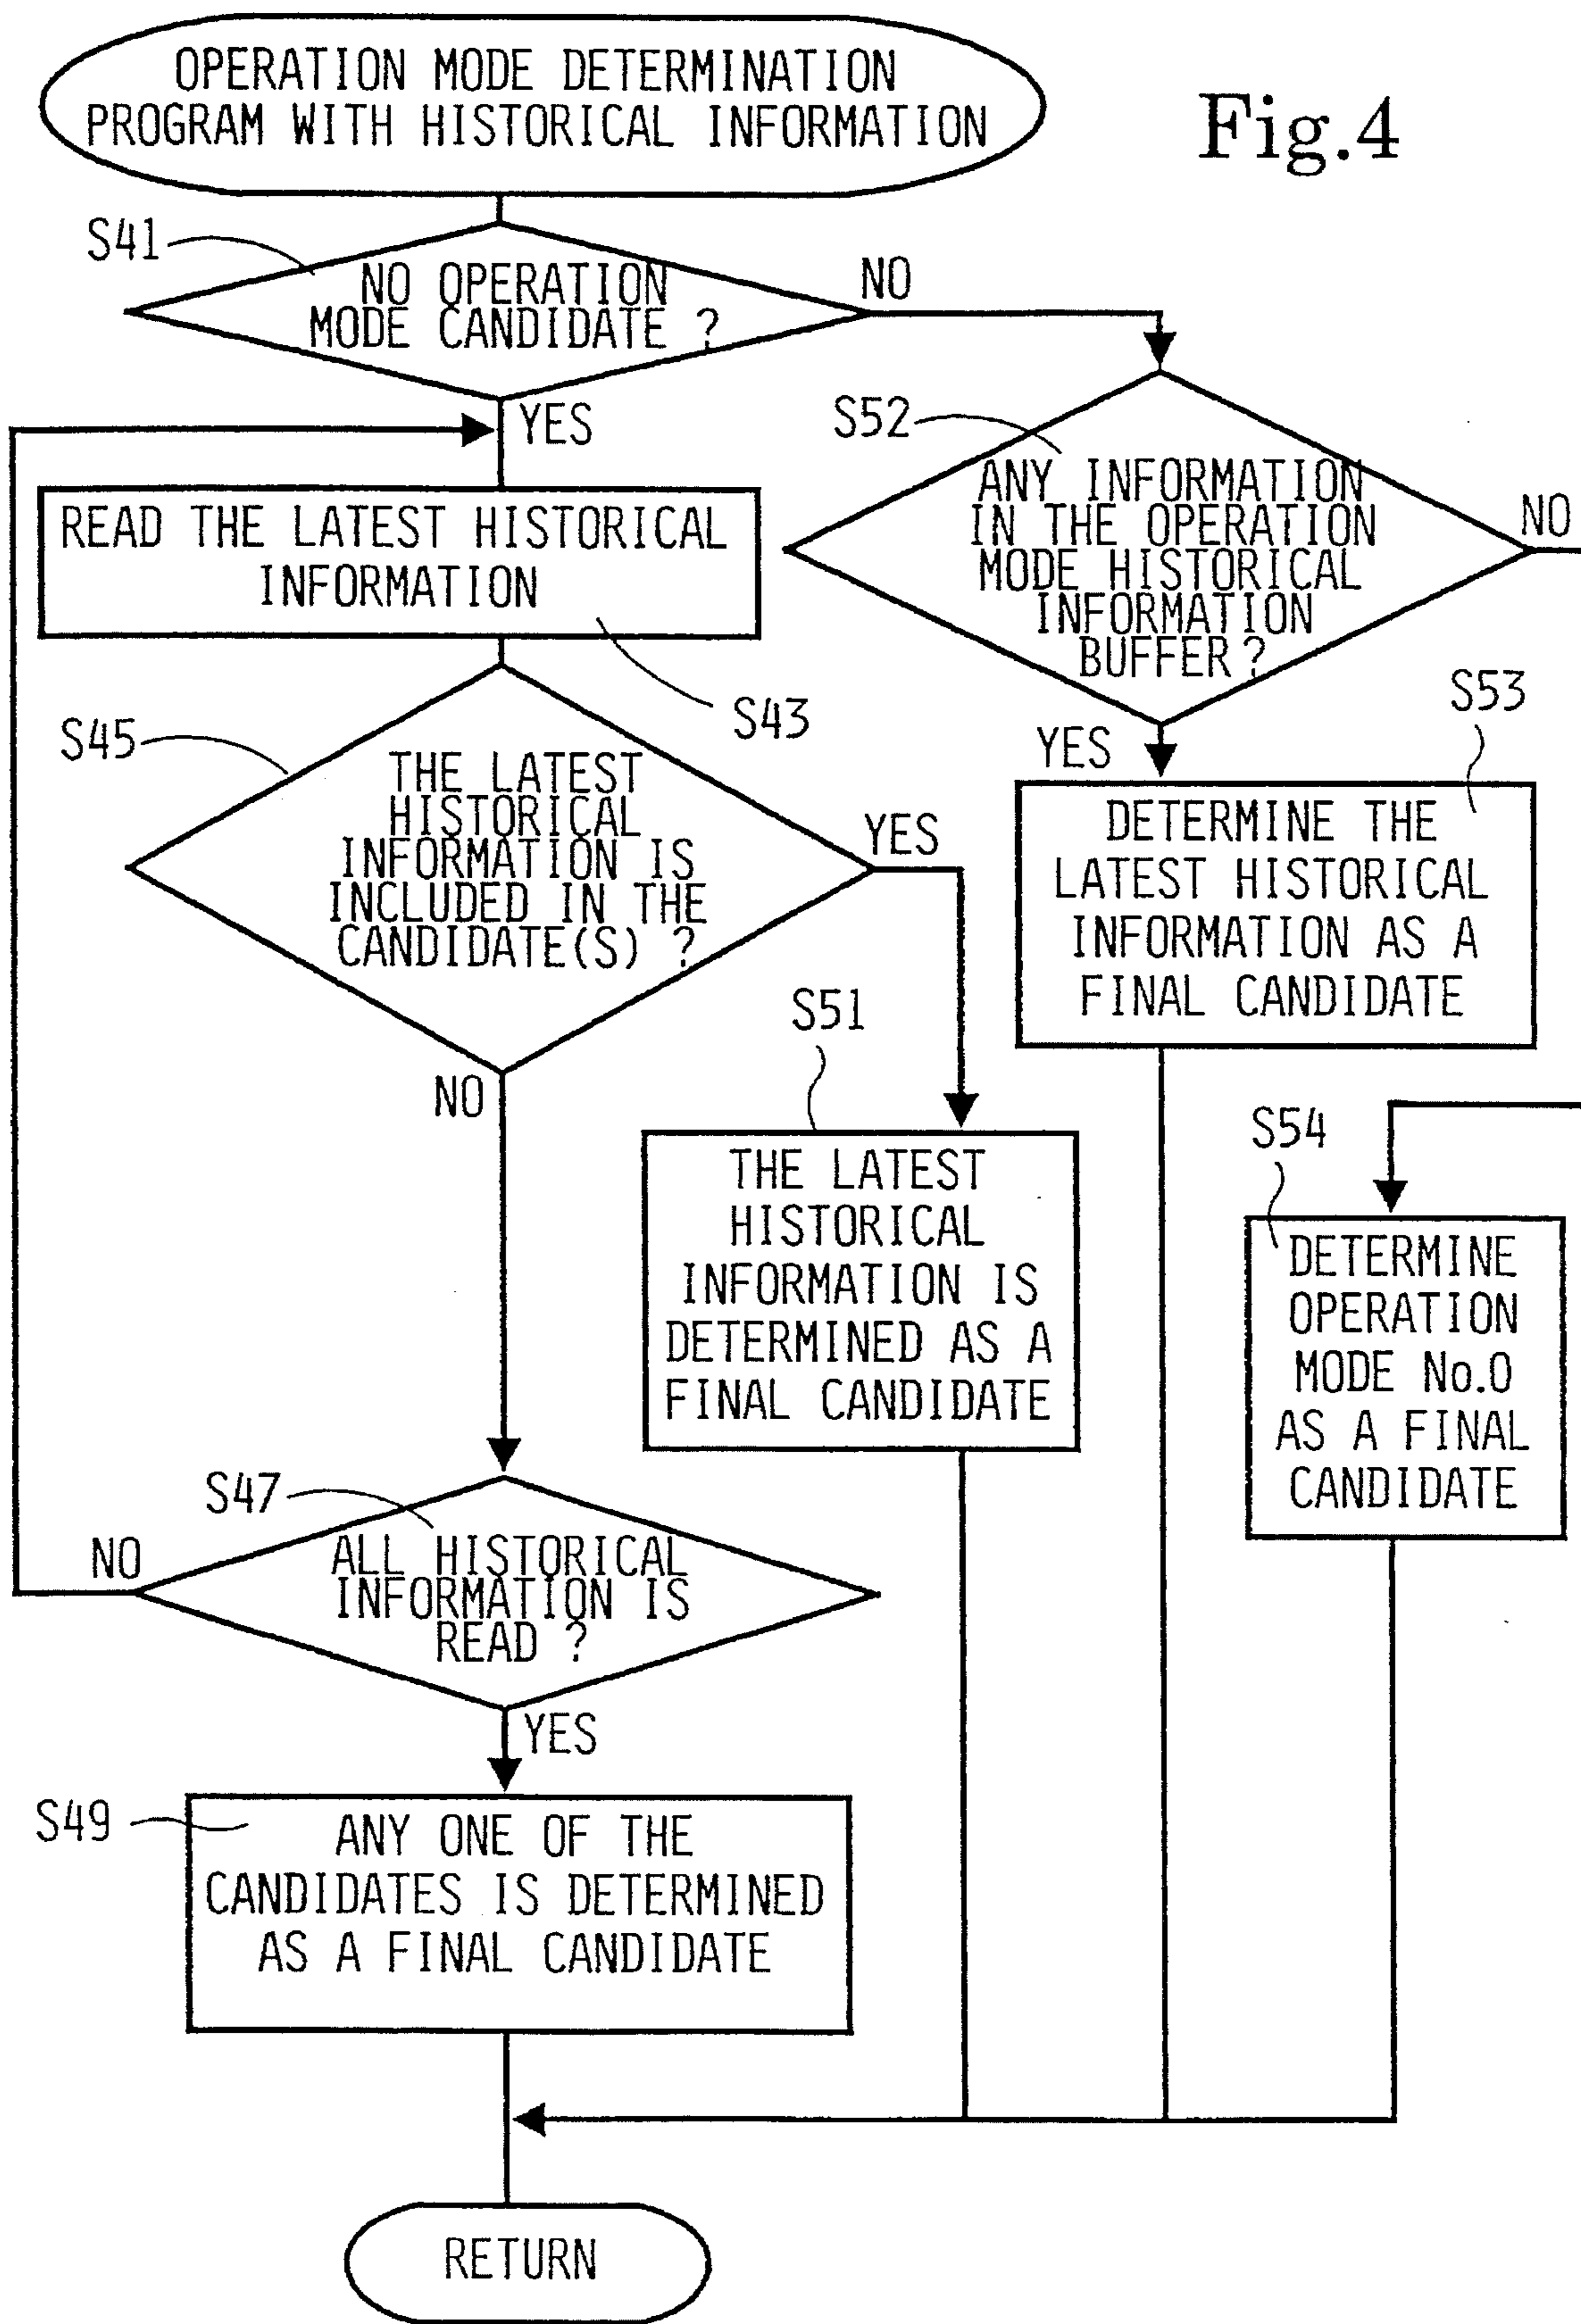 OPERATION MODE DETERMINATION
PROGRAM WITH HISTORICAL INFORMATION
Fig.4
S41
NO OPERATION
MODE CANDIDATE ?
NO
YES
READ THE LATEST HISTORICAL
INFORMATION
S43
S52
ANY INFORMATION
IN THE OPERATION
MODE HISTORICAL
INFORMATION
BUFFER ?
NO
YES
S53
DETERMINE THE
LATEST HISTORICAL
INFORMATION AS A
FINAL CANDIDATE
S45
THE LATEST
HISTORICAL
INFORMATION IS
INCLUDED IN THE
CANDIDATE(S) ?
YES
NO
S51
THE LATEST
HISTORICAL
INFORMATION IS
DETERMINED AS A
FINAL CANDIDATE
S54
DETERMINE
OPERATION
MODE No.0
AS A FINAL
CANDIDATE
S47
ALL HISTORICAL
INFORMATION IS
READ ?
NO
YES
S49
ANY ONE OF THE
CANDIDATES IS DETERMINED
AS A FINAL CANDIDATE
RETURN